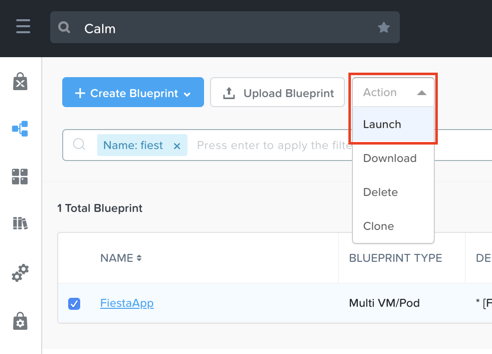 Calm
+ Create Blueprint
Upload Blueprint
Action
Launch
Name: fiest ×
Press enter to apply the filte
Download
Delete
Clone
1 Total Blueprint
NAME
BLUEPRINT TYPE
DE
FiestaApp
Multi VM/Pod
* [F